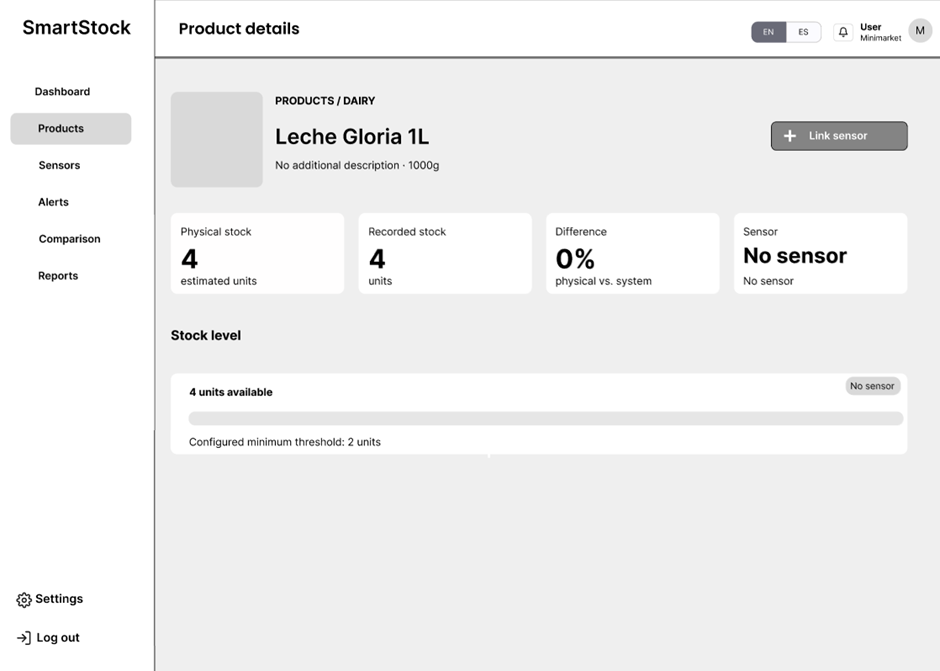 SmartStock
Product details
EN
ES
User
Minimarket
M
Dashboard
Products
Sensors
Alerts
Comparison
Reports
Settings
Log out
PRODUCTS / DAIRY
Leche Gloria 1L
No additional description · 1000g
Link sensor
Physical stock
4
estimated units
Recorded stock
4
units
Difference
0%
physical vs. system
Sensor
No sensor
No sensor
Stock level
4 units available
No sensor
Configured minimum threshold: 2 units